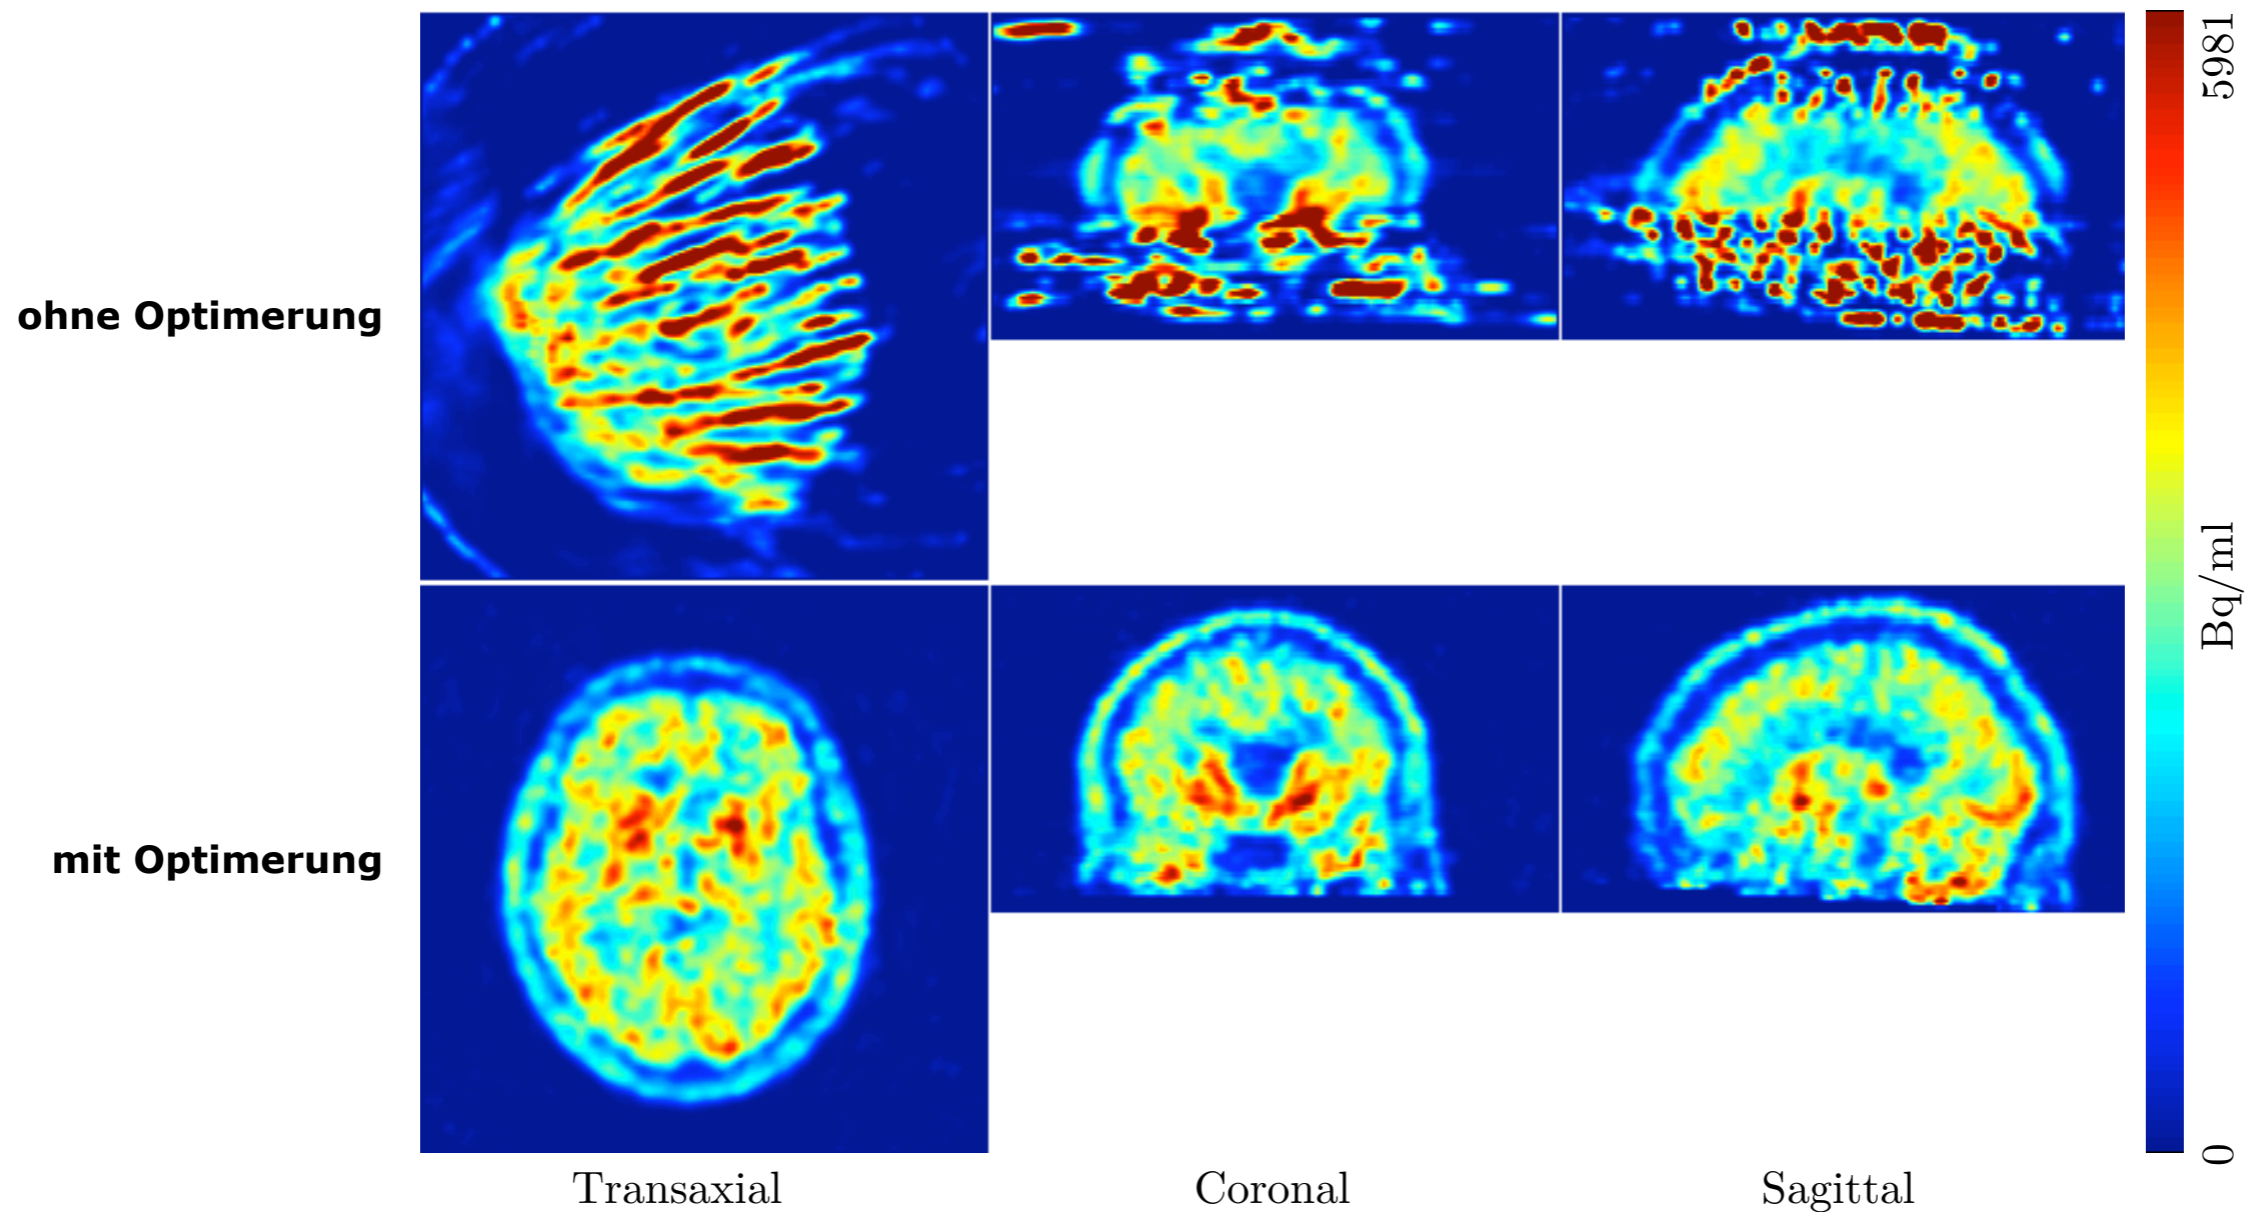 ohne Optimerung
mit Optimerung
Transaxial
Coronal
Sagittal
5981
Bq/ml
0